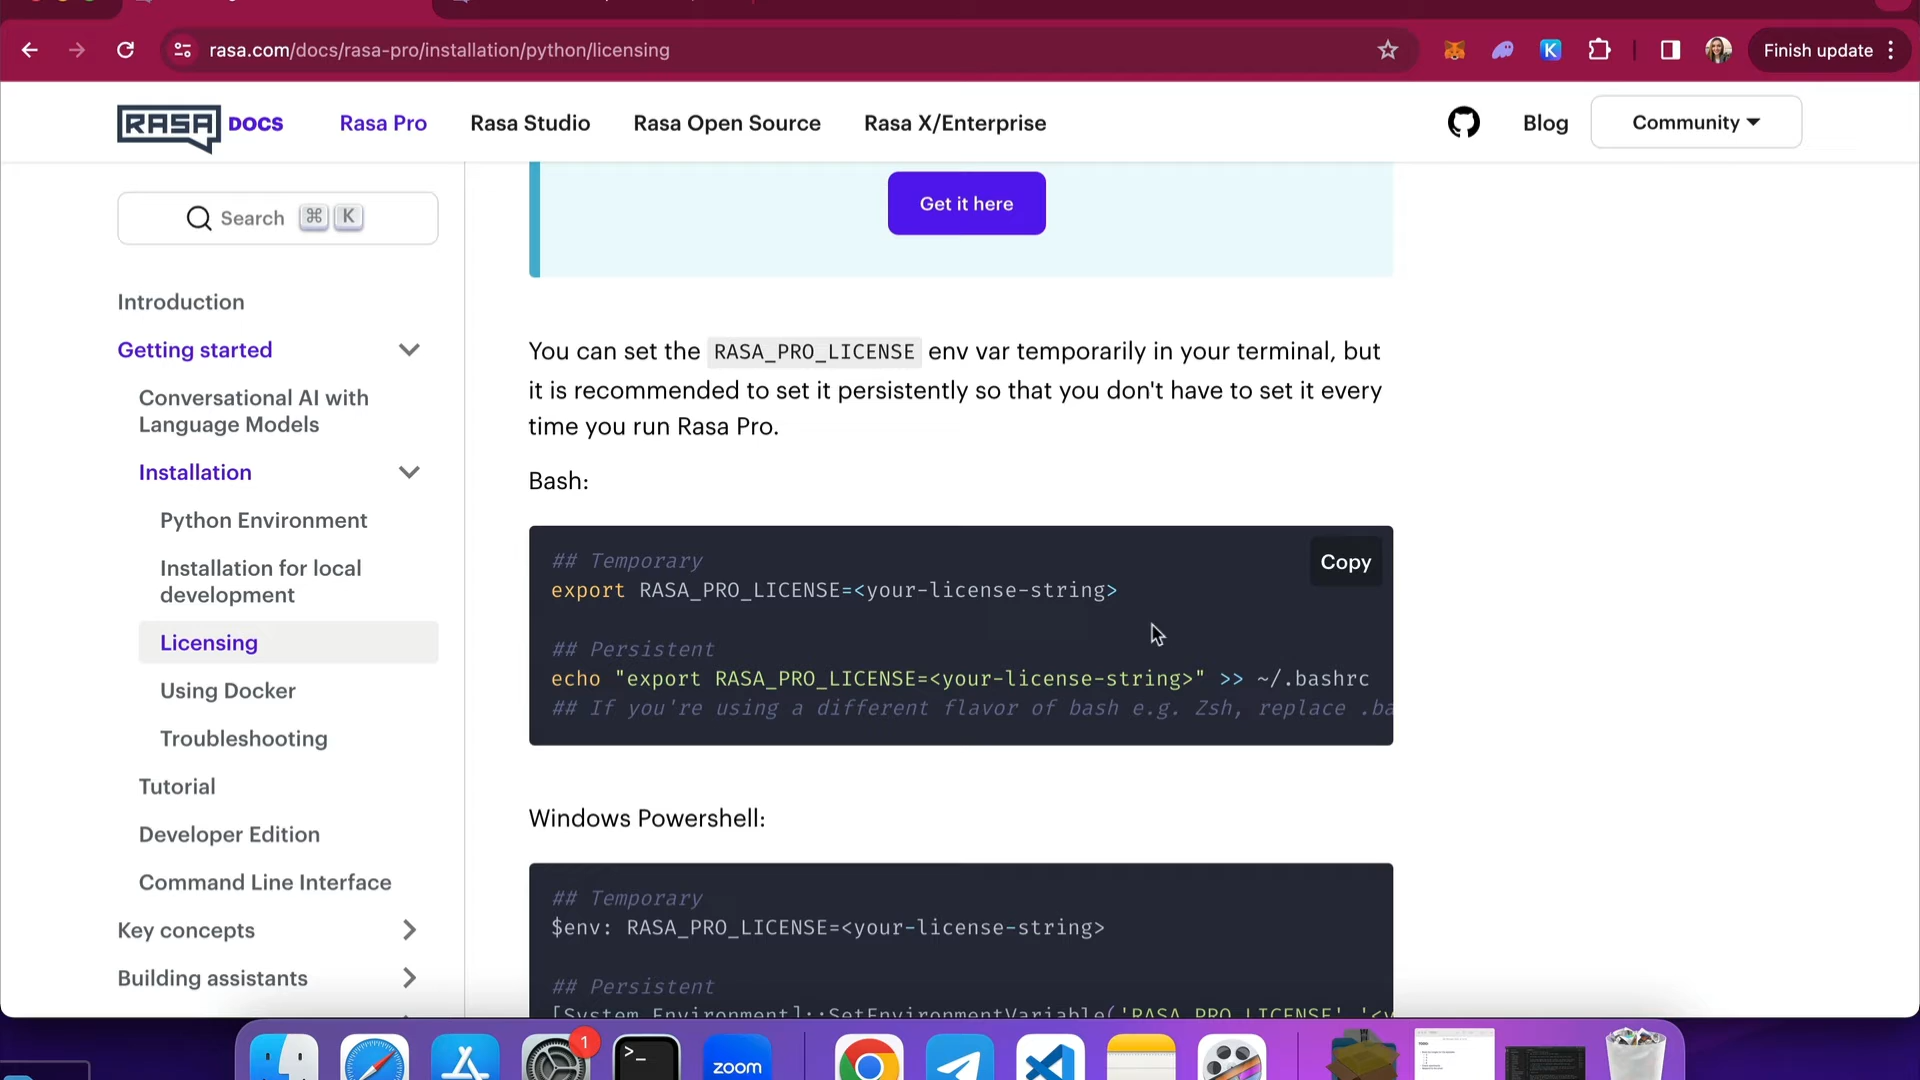 rasa.com/docs/rasa-pro/installation/python/licensing
K
Finish update
RASA DOCS
Rasa Pro
Rasa Studio
Rasa Open Source
Rasa X/Enterprise
Blog
Community
Search ⌘ K
Introduction
Getting started
Conversational AI with
Language Models
Installation
Python Environment
Installation for local
development
Licensing
Using Docker
Troubleshooting
Tutorial
Developer Edition
Command Line Interface
Key concepts
Building assistants
Get it here
You can set the RASA_PRO_LICENSE env var temporarily in your terminal, but
it is recommended to set it persistently so that you don't have to set it every
time you run Rasa Pro.
Bash:
Copy
## Temporary
export RASA_PRO_LICENSE=<your-license-string>
## Persistent
echo "export RASA_PRO_LICENSE=<your-license-string>" >> ~/.bashrc
## If you're using a different flavor of bash e.g. Zsh, replace .ba
Windows Powershell:
## Temporary
$env: RASA_PRO_LICENSE=<your-license-string>
## Persistent
[System.Environment]::SetEnvironmentVariable('RASA_PRO_LICENSE','<y
1
>_
zoom